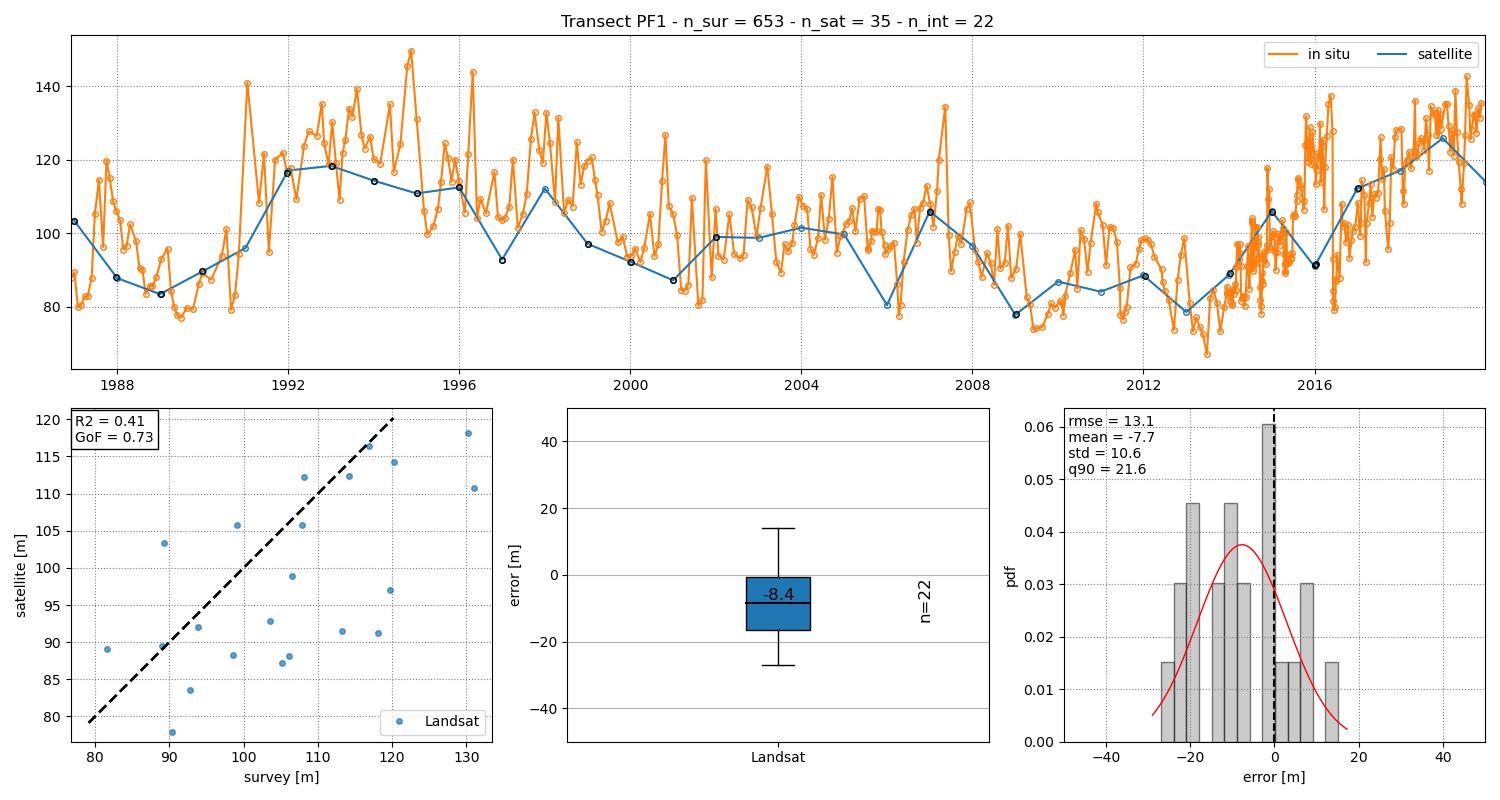 Transect PF1 - n_sur = 653 - n_sat = 35 - n_int = 22
in situ
satellite
140
120
100
80
1988
1992
1996
2000
2004
2008
2012
2016
R2 = 0.41
GoF = 0.73
120
115
110
105
100
95
90
85
80
satellite [m]
Landsat
80
90
100
110
120
130
survey [m]
40
20
0
−20
−40
error [m]
-8.4
n=22
Landsat
rmse = 13.1
mean = -7.7
std = 10.6
q90 = 21.6
0.06
0.05
0.04
0.03
0.02
0.01
0.00
pdf
−40
−20
0
20
40
error [m]